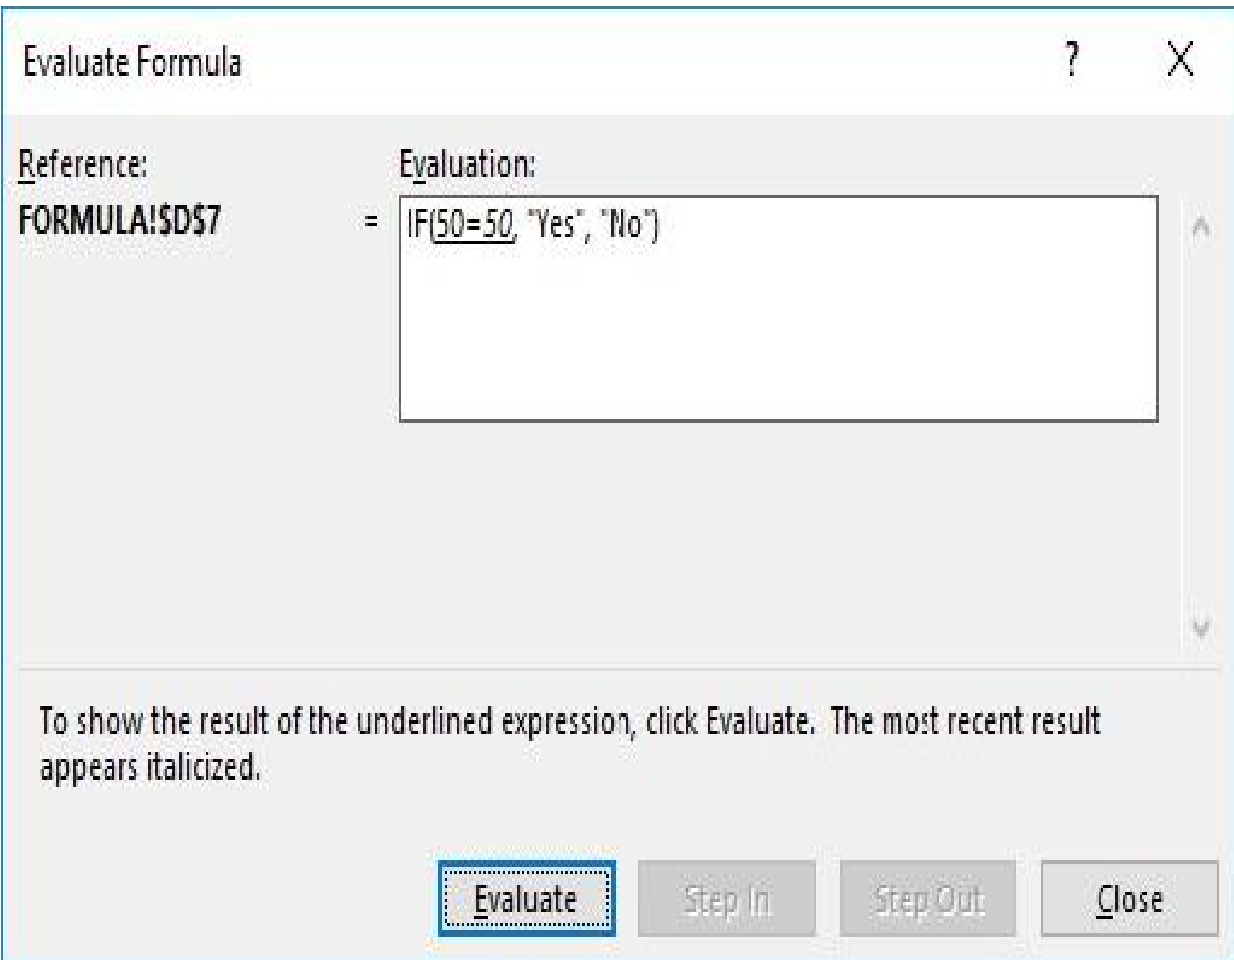 Evaluate Formula ? X
Reference: Evaluation:
FORMULA!$D$7 = IF(50=50, "Yes", "No")
To show the result of the underlined expression, click Evaluate. The most recent result
appears italicized.
Evaluate Step In Step Out Close